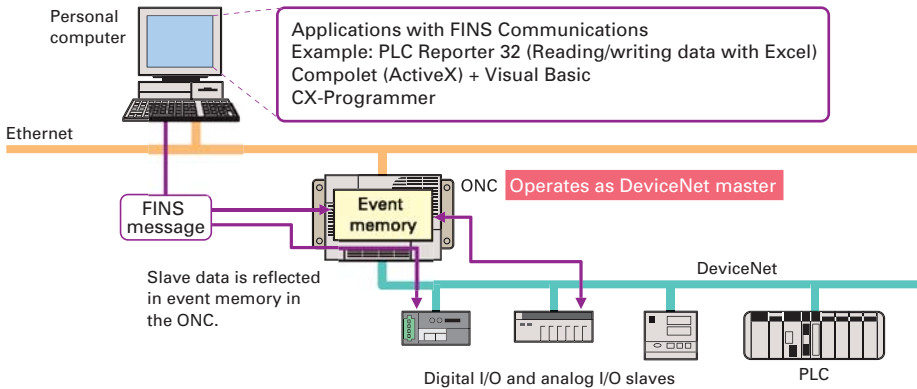 Personal
computer
Applications with FINS Communications
Example: PLC Reporter 32 (Reading/writing data with Excel)
Compolet (ActiveX) + Visual Basic
CX-Programmer
Ethernet
ONC
Operates as DeviceNet master
Event
memory
FINS
message
Slave data is reflected
in event memory in
the ONC.
DeviceNet
Digital I/O and analog I/O slaves
PLC